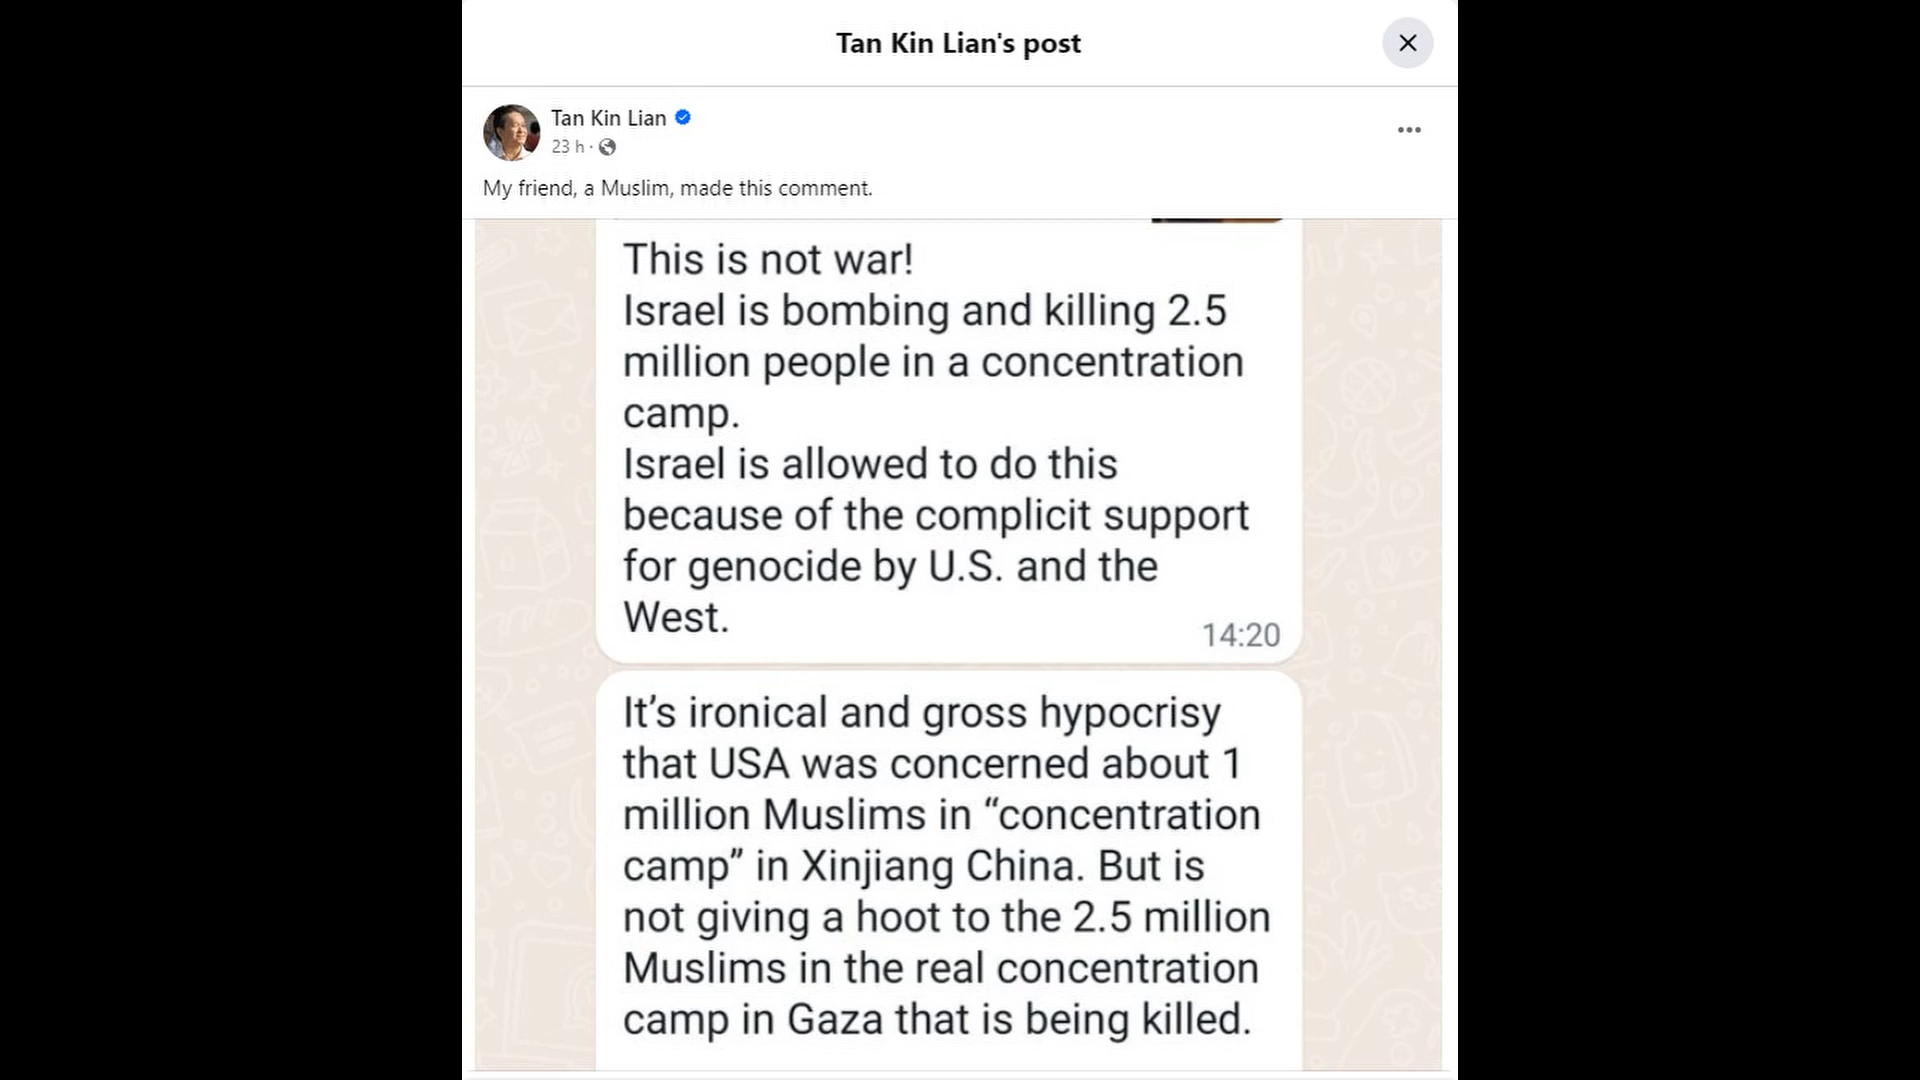 Tan Kin Lian's post
Tan Kin Lian
23 h ·
My friend, a Muslim, made this comment.
This is not war!
Israel is bombing and killing 2.5
million people in a concentration
camp.
Israel is allowed to do this
because of the complicit support
for genocide by U.S. and the
West.
14:20
It’s ironical and gross hypocrisy
that USA was concerned about 1
million Muslims in “concentration
camp” in Xinjiang China. But is
not giving a hoot to the 2.5 million
Muslims in the real concentration
camp in Gaza that is being killed.